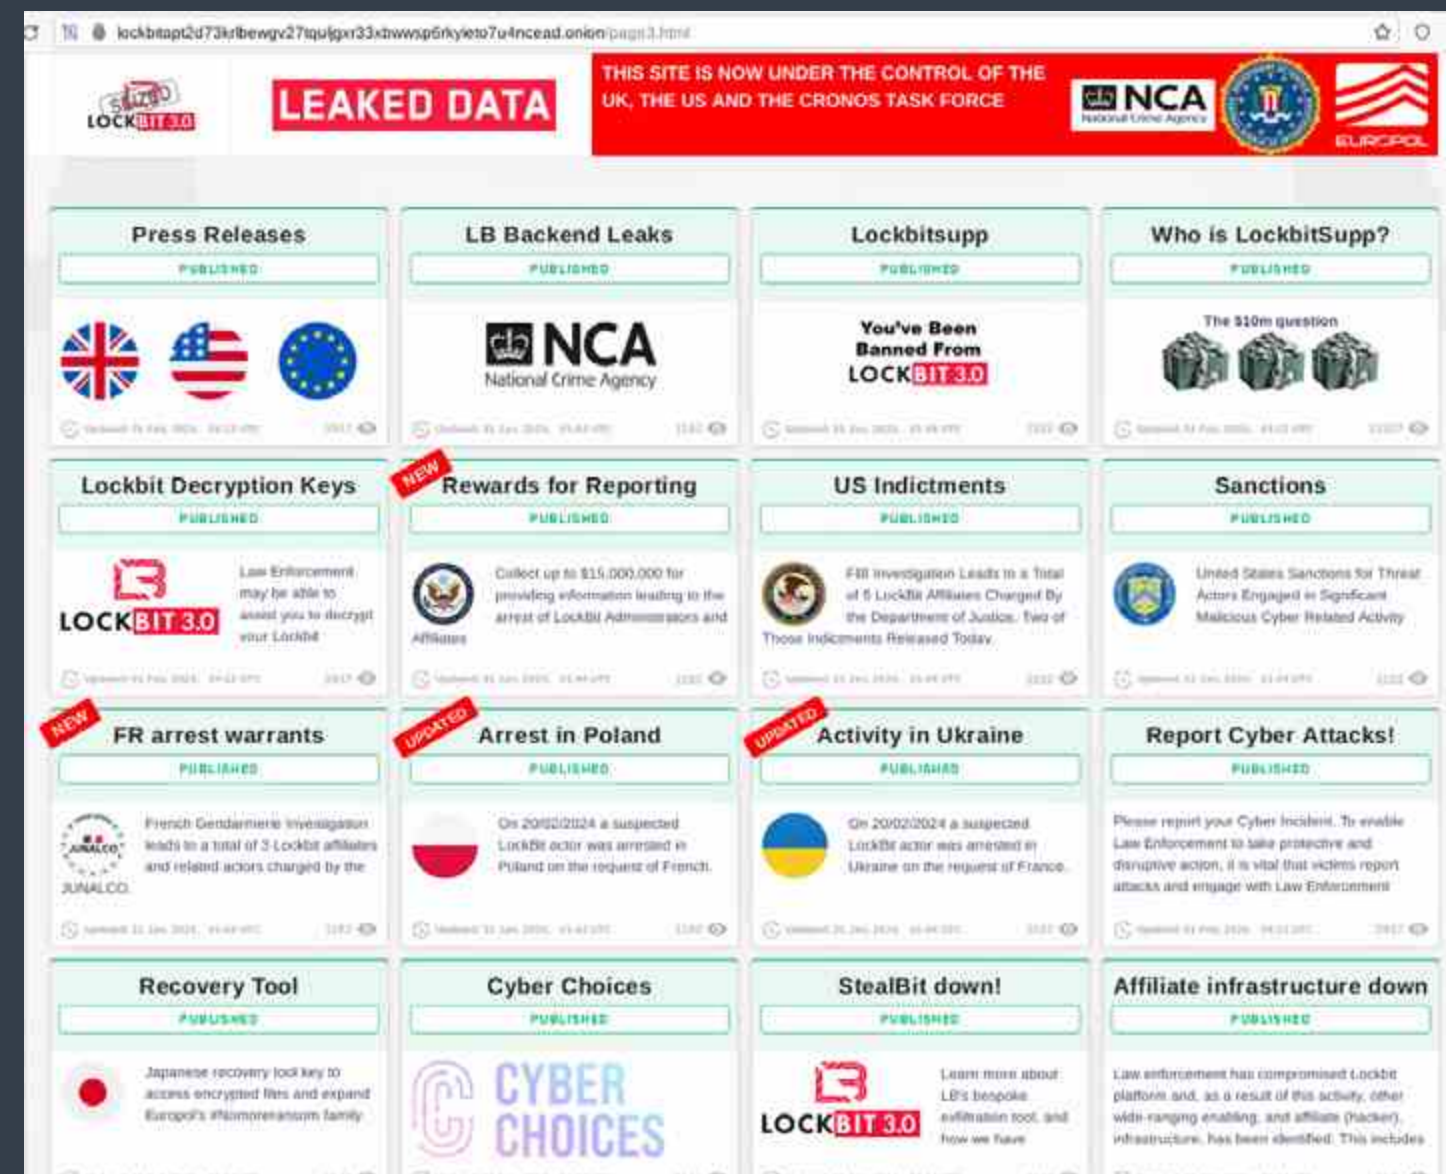 lockbitapt2d73krlbewgv27tquljgxr33xbwwsp6rkyieto7u4ncead.onion/page3.html
SEIZED
LOCKBIT 3.0
LEAKED DATA
THIS SITE IS NOW UNDER THE CONTROL OF THE
UK, THE US AND THE CRONOS TASK FORCE
NCA
National Crime Agency
EUROPOL
Press Releases
PUBLISHED
LB Backend Leaks
PUBLISHED
NCA
National Crime Agency
Lockbitsupp
PUBLISHED
You've Been
Banned From
LOCKBIT 3.0
Who is LockbitSupp?
PUBLISHED
The $10m question
Lockbit Decryption Keys
PUBLISHED
LOCKBIT 3.0
Law Enforcement
may be able to
assist you to decrypt
your Lockbit
NEW
Rewards for Reporting
PUBLISHED
Collect up to $15,000,000 for
providing information leading to the
arrest of LockBit Administrators and
Affiliates
US Indictments
PUBLISHED
FBI Investigation Leads to a Total
of 5 LockBit Affiliates Charged By
the Department of Justice, Two of
Those Indictments Released Today.
Sanctions
PUBLISHED
United States Sanctions for Threat
Actors Engaged in Significant
Malicious Cyber Related Activity
NEW
FR arrest warrants
PUBLISHED
JUNALCO
French Gendarmerie Investigation
leads to a total of 3 Lockbit affiliates
and related actors charged by the
JUNALCO.
UPDATED
Arrest in Poland
PUBLISHED
On 20/02/2024 a suspected
LockBit actor was arrested in
Poland on the request of French.
UPDATED
Activity in Ukraine
PUBLISHED
On 20/02/2024 a suspected
LockBit actor was arrested in
Ukraine on the request of France.
Report Cyber Attacks!
PUBLISHED
Please report your Cyber Incident. To enable
Law Enforcement to take protective and
disruptive action, it is vital that victims report
attacks and engage with Law Enforcement
Recovery Tool
PUBLISHED
Japanese recovery tool key to
access encrypted files and expand
Europol's #Nomoreransom family
Cyber Choices
PUBLISHED
CYBER
CHOICES
StealBit down!
PUBLISHED
LOCKBIT 3.0
Learn more about
LB's bespoke
exfiltration tool, and
how we have
Affiliate infrastructure down
PUBLISHED
Law enforcement has compromised Lockbit
platform and, as a result of this activity, other
wide-ranging enabling, and affiliate (hacker),
infrastructure, has been identified. This includes